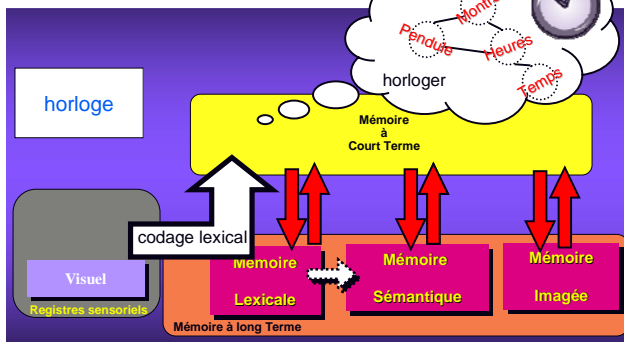 Montre
Pendule
Heures
Temps
horloger
horloge
Mémoire
à
Court Terme
codage lexical
Visuel
Registres sensoriels
Mémoire
Lexicale
Mémoire
Sémantique
Mémoire
Imagée
Mémoire à long Terme